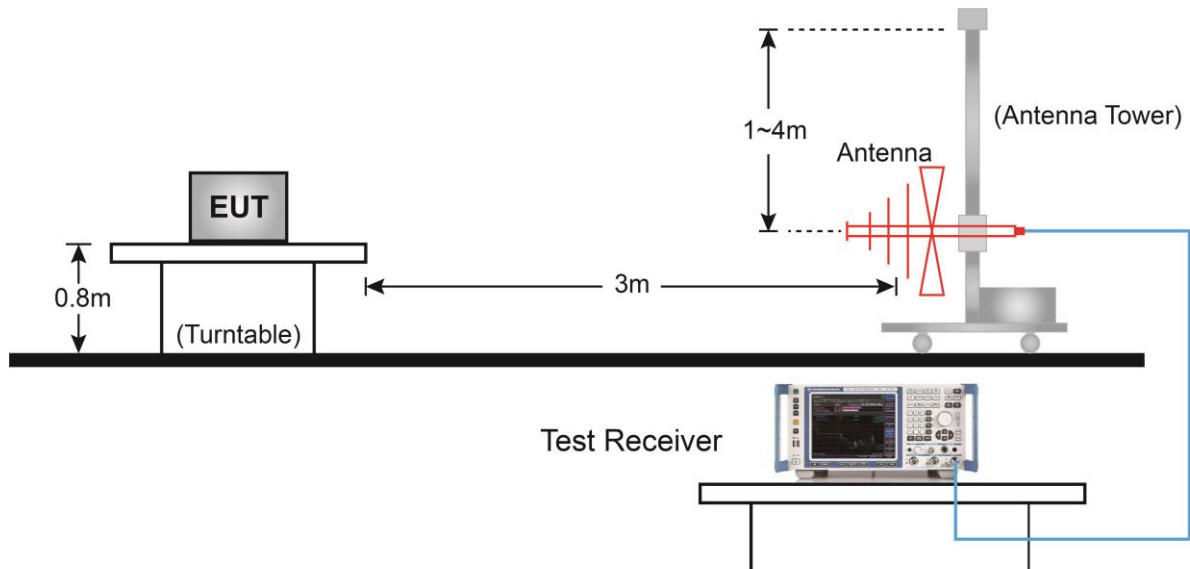 1~4m
(Antenna Tower)
Antenna
EUT
0.8m
3m
(Turntable)
Test Receiver